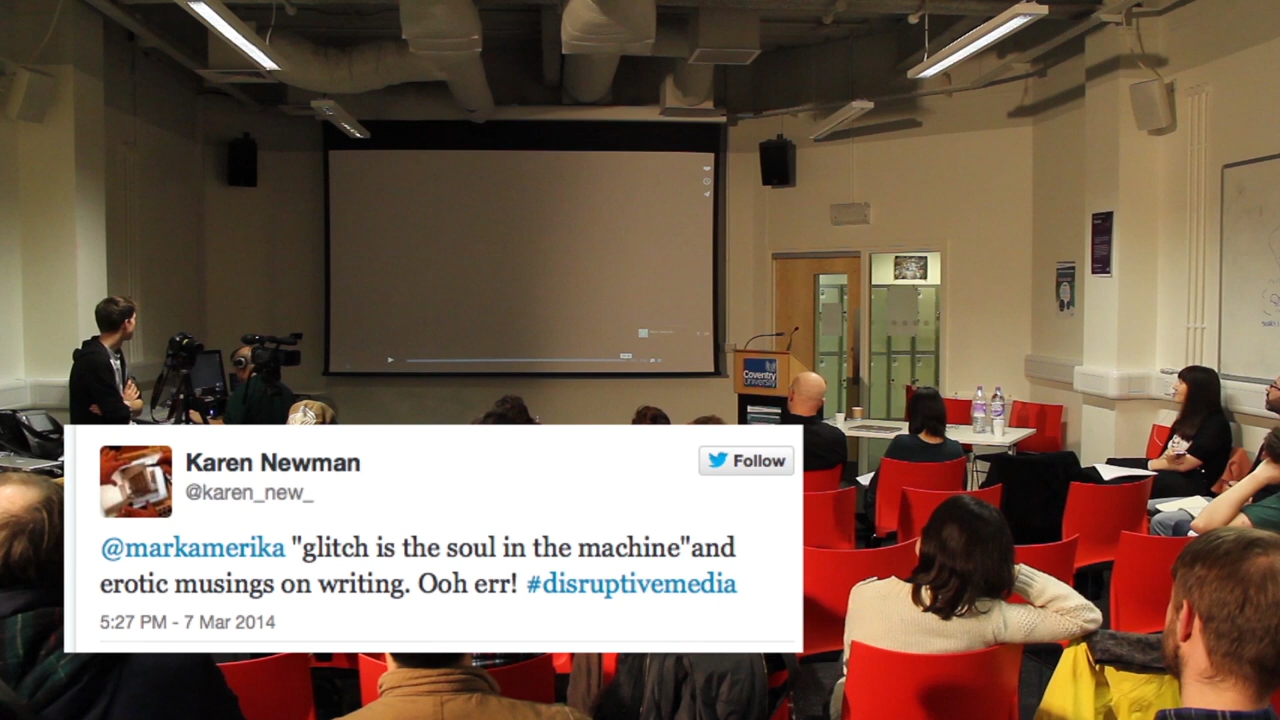 Coventry
University
Karen Newman
Follow
@karen_new_
@markamerika "glitch is the soul in the machine"and
erotic musings on writing. Ooh err! #disruptivemedia
5:27 PM - 7 Mar 2014